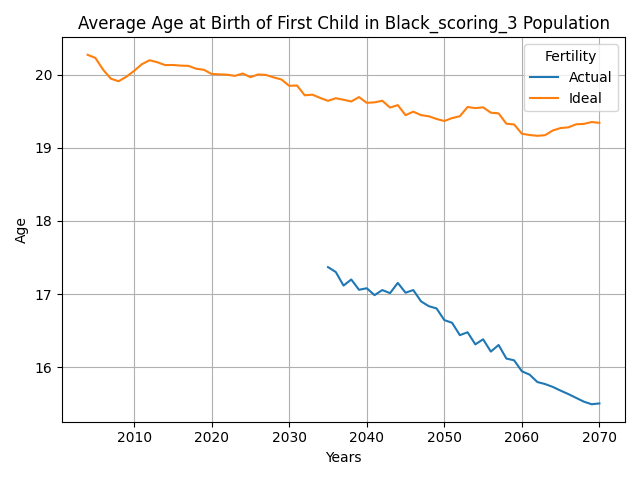 Average Age at Birth of First Child in Black_scoring_3 Population
Fertility
Actual
Ideal
Age
20
19
18
17
16
2010 2020 2030 2040 2050 2060 2070
Years